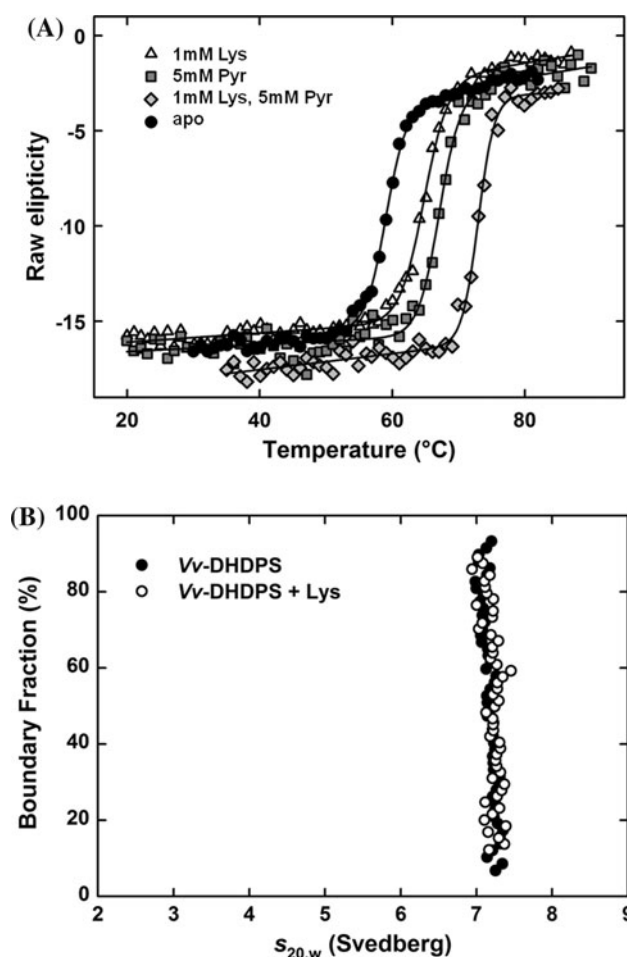 (A)
0
-5
-10
-15
Raw elipticity
1mM Lys
5mM Pyr
1mM Lys, 5mM Pyr
apo
20 40 60 80
Temperature (°C)
(B)
100
80
60
40
20
0
Boundary Fraction (%)
Vv-DHDPS
Vv-DHDPS + Lys
2 3 4 5 6 7 8 9
s20,w (Svedberg)